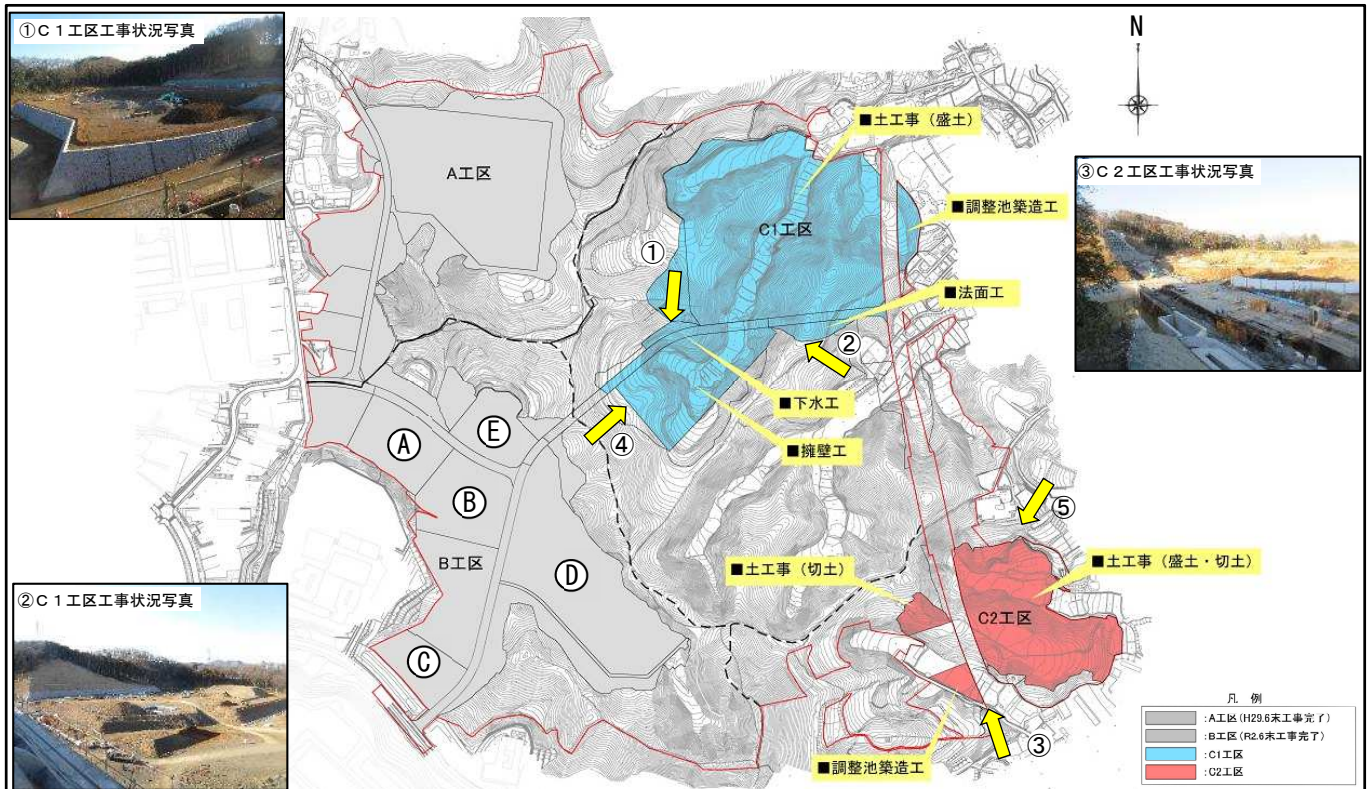 ①C1工区工事状況写真
N
■土工事（盛土）
A工区
③C2工区工事状況写真
■調整池築造工
C1工区
①
■法面工
②
■下水工
E
A
④
■擁壁工
B
⑤
B工区
■土工事（切土）
■土工事（盛土・切土）
D
②C1工区工事状況写真
C2工区
C
凡 例
:A工区(H29.6末工事完了)
:B工区(R2.6末工事完了)
③
:C1工区
■調整池築造工
:C2工区